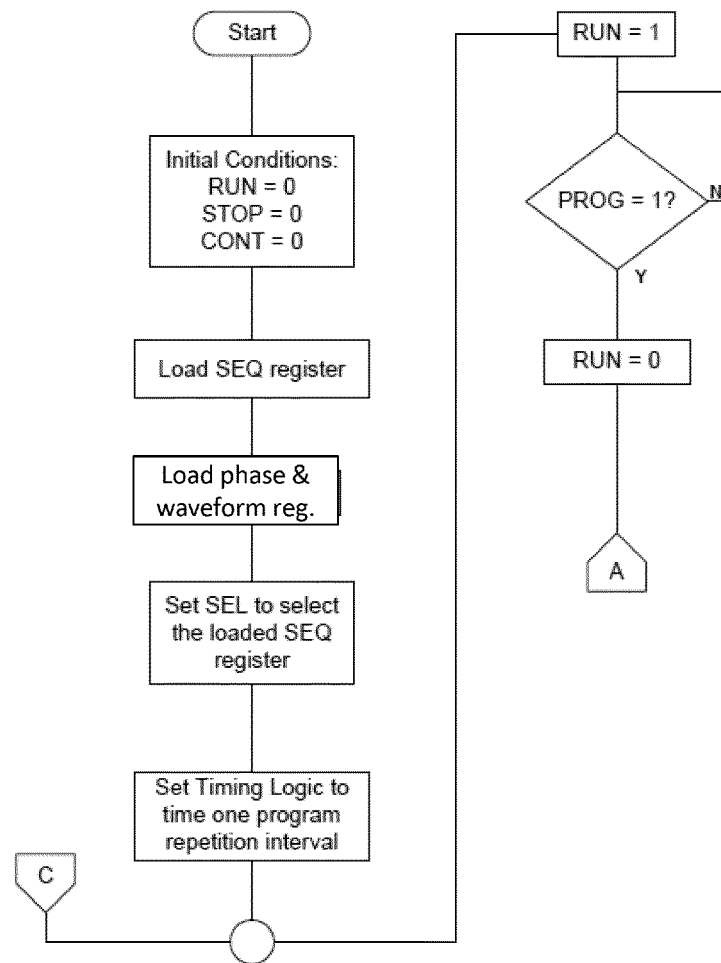 Start
Initial Conditions:
RUN = 0
STOP = 0
CONT = 0
Load SEQ register
Load phase &
waveform reg.
Set SEL to select
the loaded SEQ
register
Set Timing Logic to
time one program
repetition interval
C
RUN = 1
PROG = 1?
N
Y
RUN = 0
A